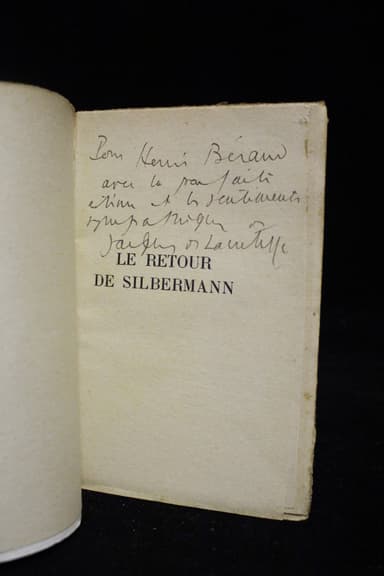 Pour Henri Béraud
avec la parfaite
estime et les sentiments
sympathiques de
Jacques de Lacretelle
LE RETOUR
DE SILBERMANN